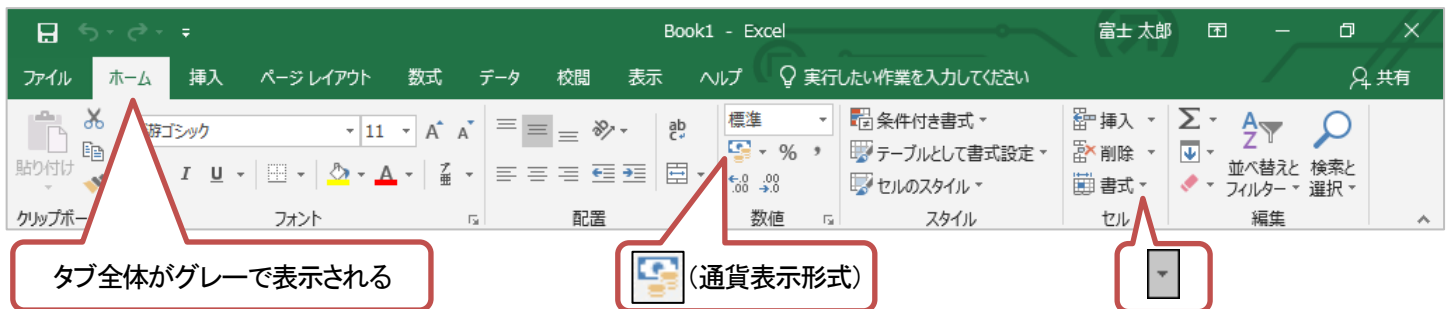 Book1 - Excel
富士 太郎
ファイル ホーム 挿入 ページ レイアウト 数式 データ 校閲 表示 ヘルプ 実行したい作業を入力してください 共有
游ゴシック 11 A A ab 標準 条件付き書式 挿入 Σ A Z
貼り付け I U A ア亜 % , テーブルとして書式設定 削除 並べ替えと 検索と
.00 .0 セルのスタイル 書式 フィルター 選択
クリップボー フォント 配置 数値 スタイル セル 編集
タブ全体がグレーで表示される
(通貨表示形式)